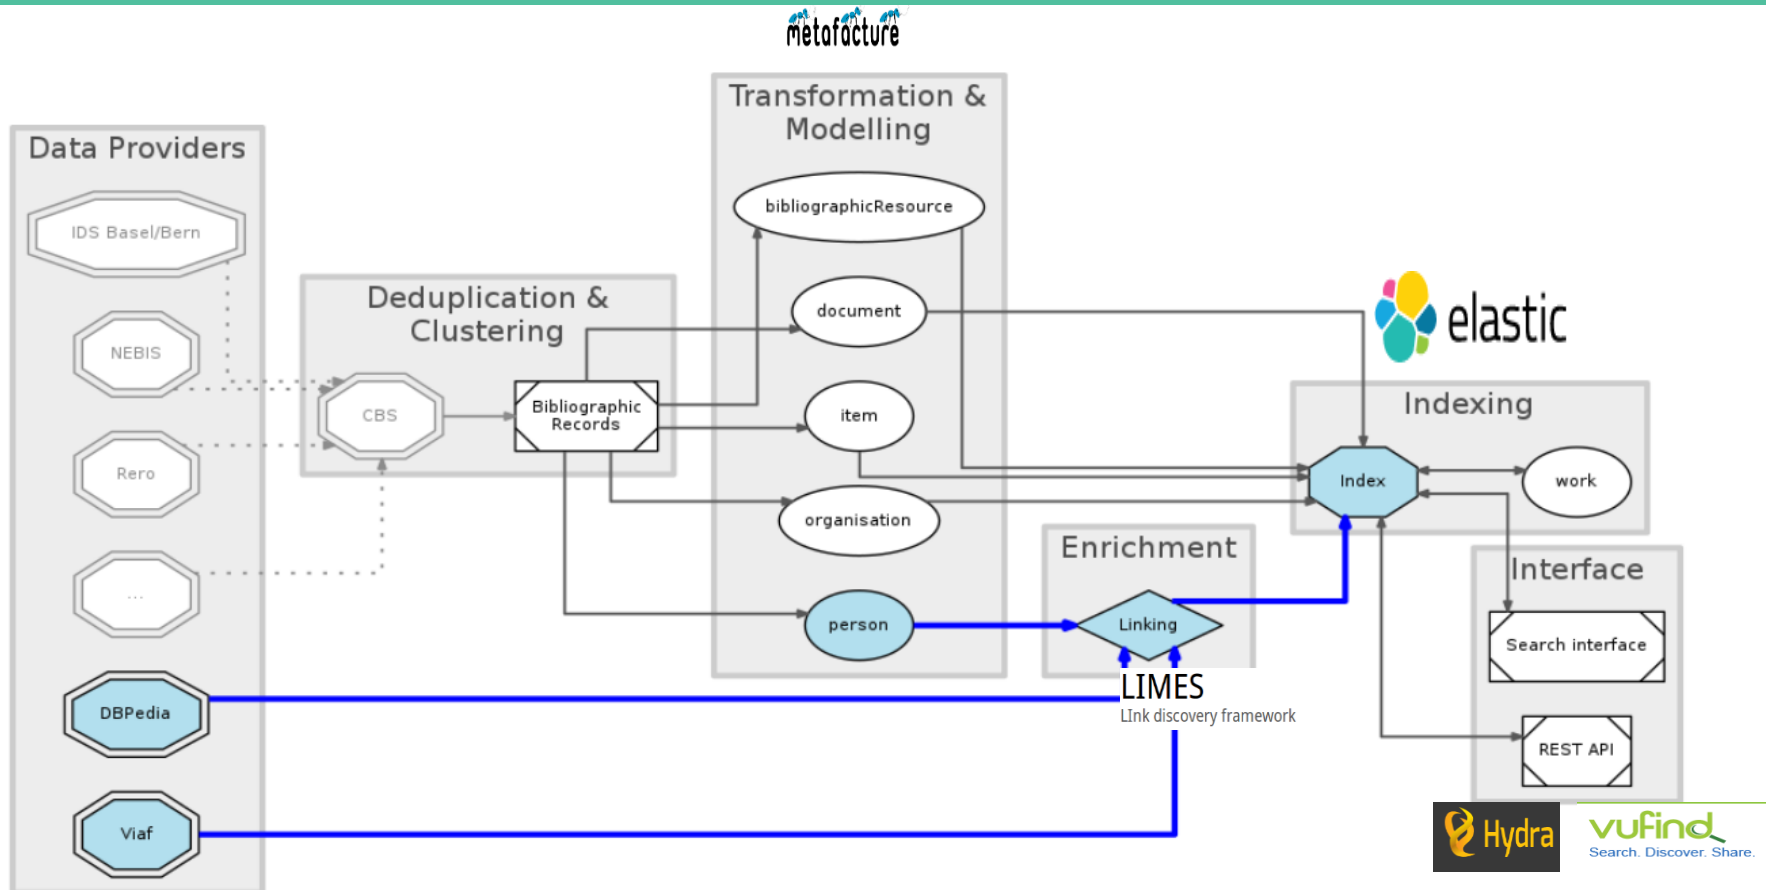 metafacture
Transformation &
Modelling
Data Providers
bibliographicResource
IDS Basel/Bern
Deduplication &
Clustering
document
elastic
NEBIS
Indexing
CBS
Bibliographic
Records
item
Rero
Index
work
organisation
Enrichment
Interface
...
person
Linking
Search interface
LIMES
LInk discovery framework
DBPedia
REST API
Viaf
Hydra
vufind
Search. Discover. Share.